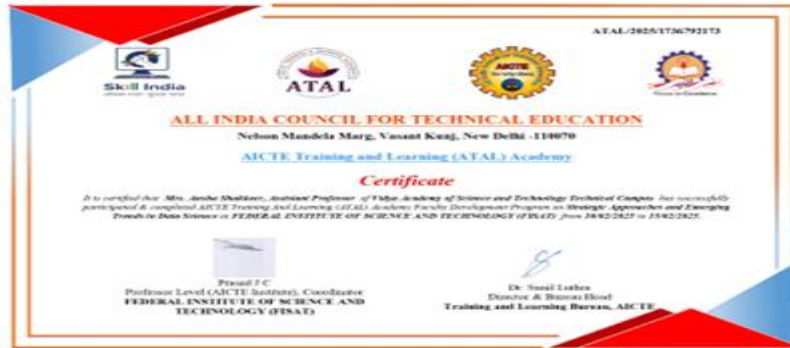 ATAL/2025/1736792173
Skill India
ATAL
AICTE
Focus on Excellence
ALL INDIA COUNCIL FOR TECHNICAL EDUCATION
Nelson Mandela Marg, Vasant Kunj, New Delhi -110070
AICTE Training and Learning (ATAL) Academy
Certificate
It is certified that Mrs. Shaikeer, Assistant Professor of Vidya Academy of Science and Technology Technical Campus has successfully
participated & completed AICTE Training And Learning (ATAL) Academy Faculty Development Program on Strategic Approaches and Emerging
Trends in Data Science at FEDERAL INSTITUTE OF SCIENCE AND TECHNOLOGY (FISAT) from 10/02/2025 to 15/02/2025.
Prasad J C
Professor Level (AICTE Institute), Coordinator
FEDERAL INSTITUTE OF SCIENCE AND
TECHNOLOGY (FISAT)
Dr. Sunil Luthra
Director & Bureau Head
Training and Learning Bureau, AICTE